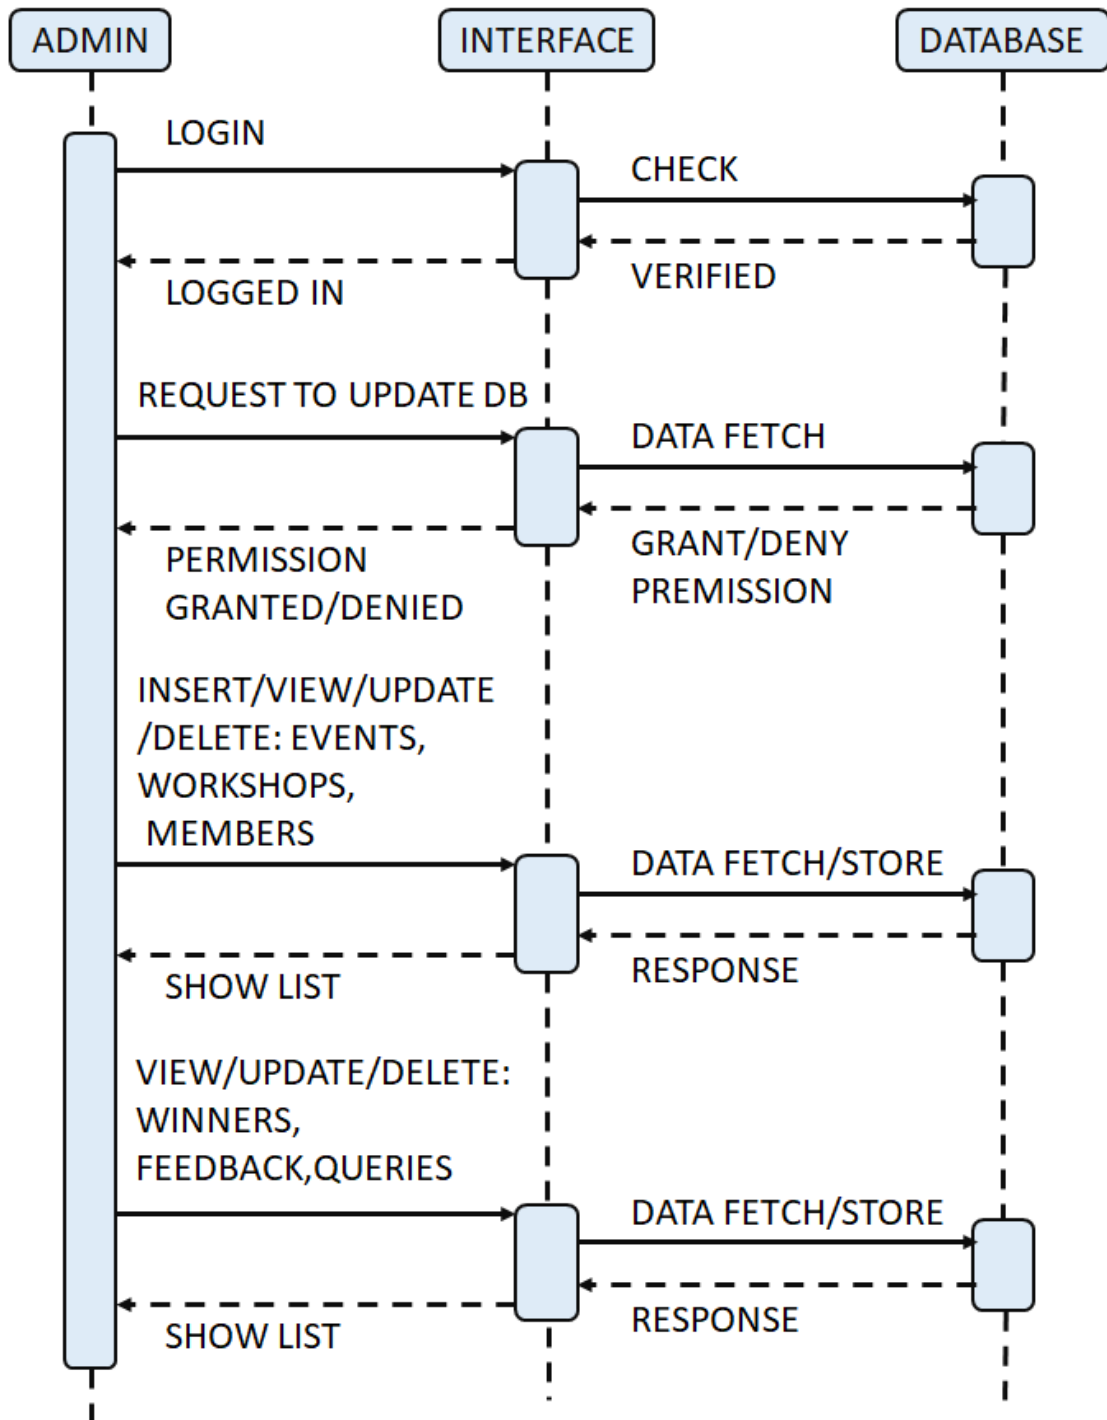 ADMIN
INTERFACE
DATABASE
LOGIN
CHECK
VERIFIED
LOGGED IN
REQUEST TO UPDATE DB
DATA FETCH
GRANT/DENY
PREMISSION
PERMISSION
GRANTED/DENIED
INSERT/VIEW/UPDATE
/DELETE: EVENTS,
WORKSHOPS,
MEMBERS
DATA FETCH/STORE
RESPONSE
SHOW LIST
VIEW/UPDATE/DELETE:
WINNERS,
FEEDBACK,QUERIES
DATA FETCH/STORE
RESPONSE
SHOW LIST